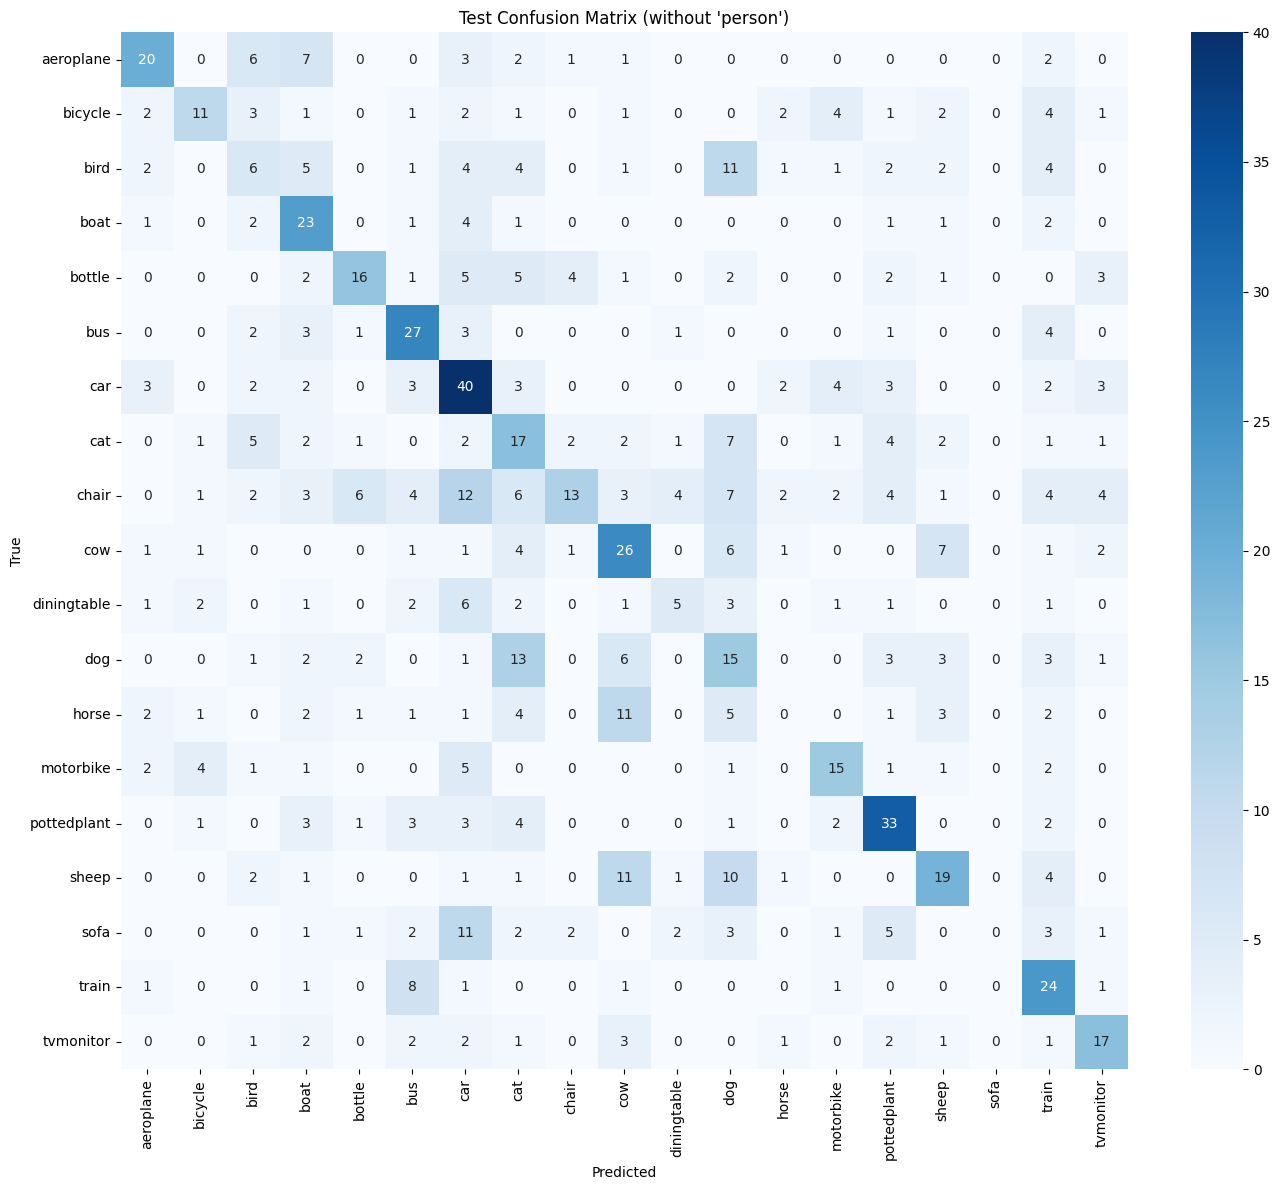 Test Confusion Matrix (without 'person')
True
aeroplane 20 0 6 7 0 0 3 2 1 1 0 0 0 0 0 0 0 2 0
bicycle 2 11 3 1 0 1 2 1 0 1 0 0 2 4 1 2 0 4 1
bird 2 0 6 5 0 1 4 4 0 1 0 11 1 1 2 2 0 4 0
boat 1 0 2 23 0 1 4 1 0 0 0 0 0 0 1 1 0 2 0
bottle 0 0 0 2 16 1 5 5 4 1 0 2 0 0 2 1 0 0 3
bus 0 0 2 3 1 27 3 0 0 0 1 0 0 0 1 0 0 4 0
car 3 0 2 2 0 3 40 3 0 0 0 0 2 4 3 0 0 2 3
cat 0 1 5 2 1 0 2 17 2 2 1 7 0 1 4 2 0 1 1
chair 0 1 2 3 6 4 12 6 13 3 4 7 2 2 4 1 0 4 4
cow 1 1 0 0 0 1 1 4 1 26 0 6 1 0 0 7 0 1 2
diningtable 1 2 0 1 0 2 6 2 0 1 5 3 0 1 1 0 0 1 0
dog 0 0 1 2 2 0 1 13 0 6 0 15 0 0 3 3 0 3 1
horse 2 1 0 2 1 1 1 4 0 11 0 5 0 0 1 3 0 2 0
motorbike 2 4 1 1 0 0 5 0 0 0 0 1 0 15 1 1 0 2 0
pottedplant 0 1 0 3 1 3 3 4 0 0 0 1 0 2 33 0 0 2 0
sheep 0 0 2 1 0 0 1 1 0 11 1 10 1 0 0 19 0 4 0
sofa 0 0 0 1 1 2 11 2 2 0 2 3 0 1 5 0 0 3 1
train 1 0 0 1 0 8 1 0 0 1 0 0 0 1 0 0 0 24 1
tvmonitor 0 0 1 2 0 2 2 1 0 3 0 0 1 0 2 1 0 1 17
aeroplane bicycle bird boat bottle bus car cat chair cow diningtable dog horse motorbike pottedplant sheep sofa train tvmonitor
Predicted
40
35
30
25
20
15
10
5
0